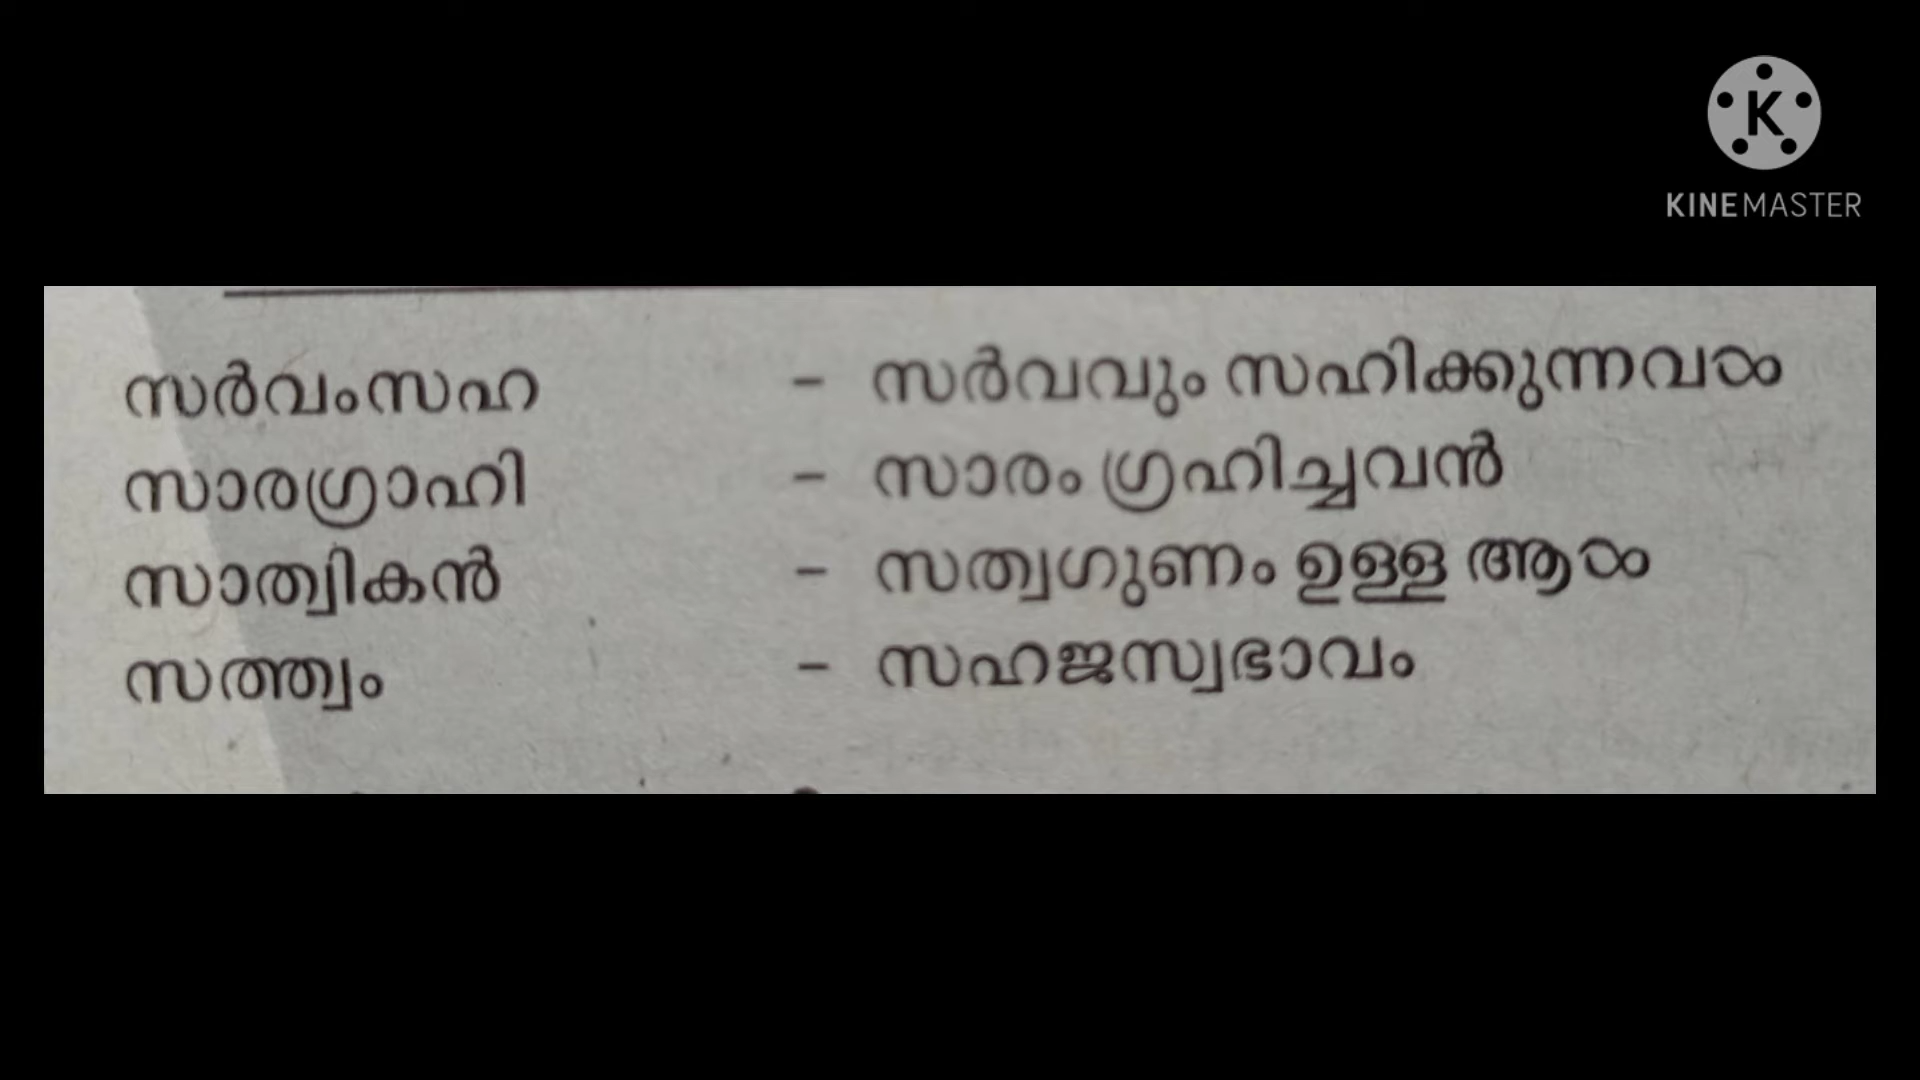 K
KINEMASTER
സർവംസഹ - സർവവും സഹിക്കുന്നവൾ
സാരഗ്രാഹി - സാരം ഗ്രഹിച്ചവൻ
സാത്വികൻ - സത്വഗുണം ഉള്ള ആൾ
സത്ത്വം - സഹജസ്വഭാവം